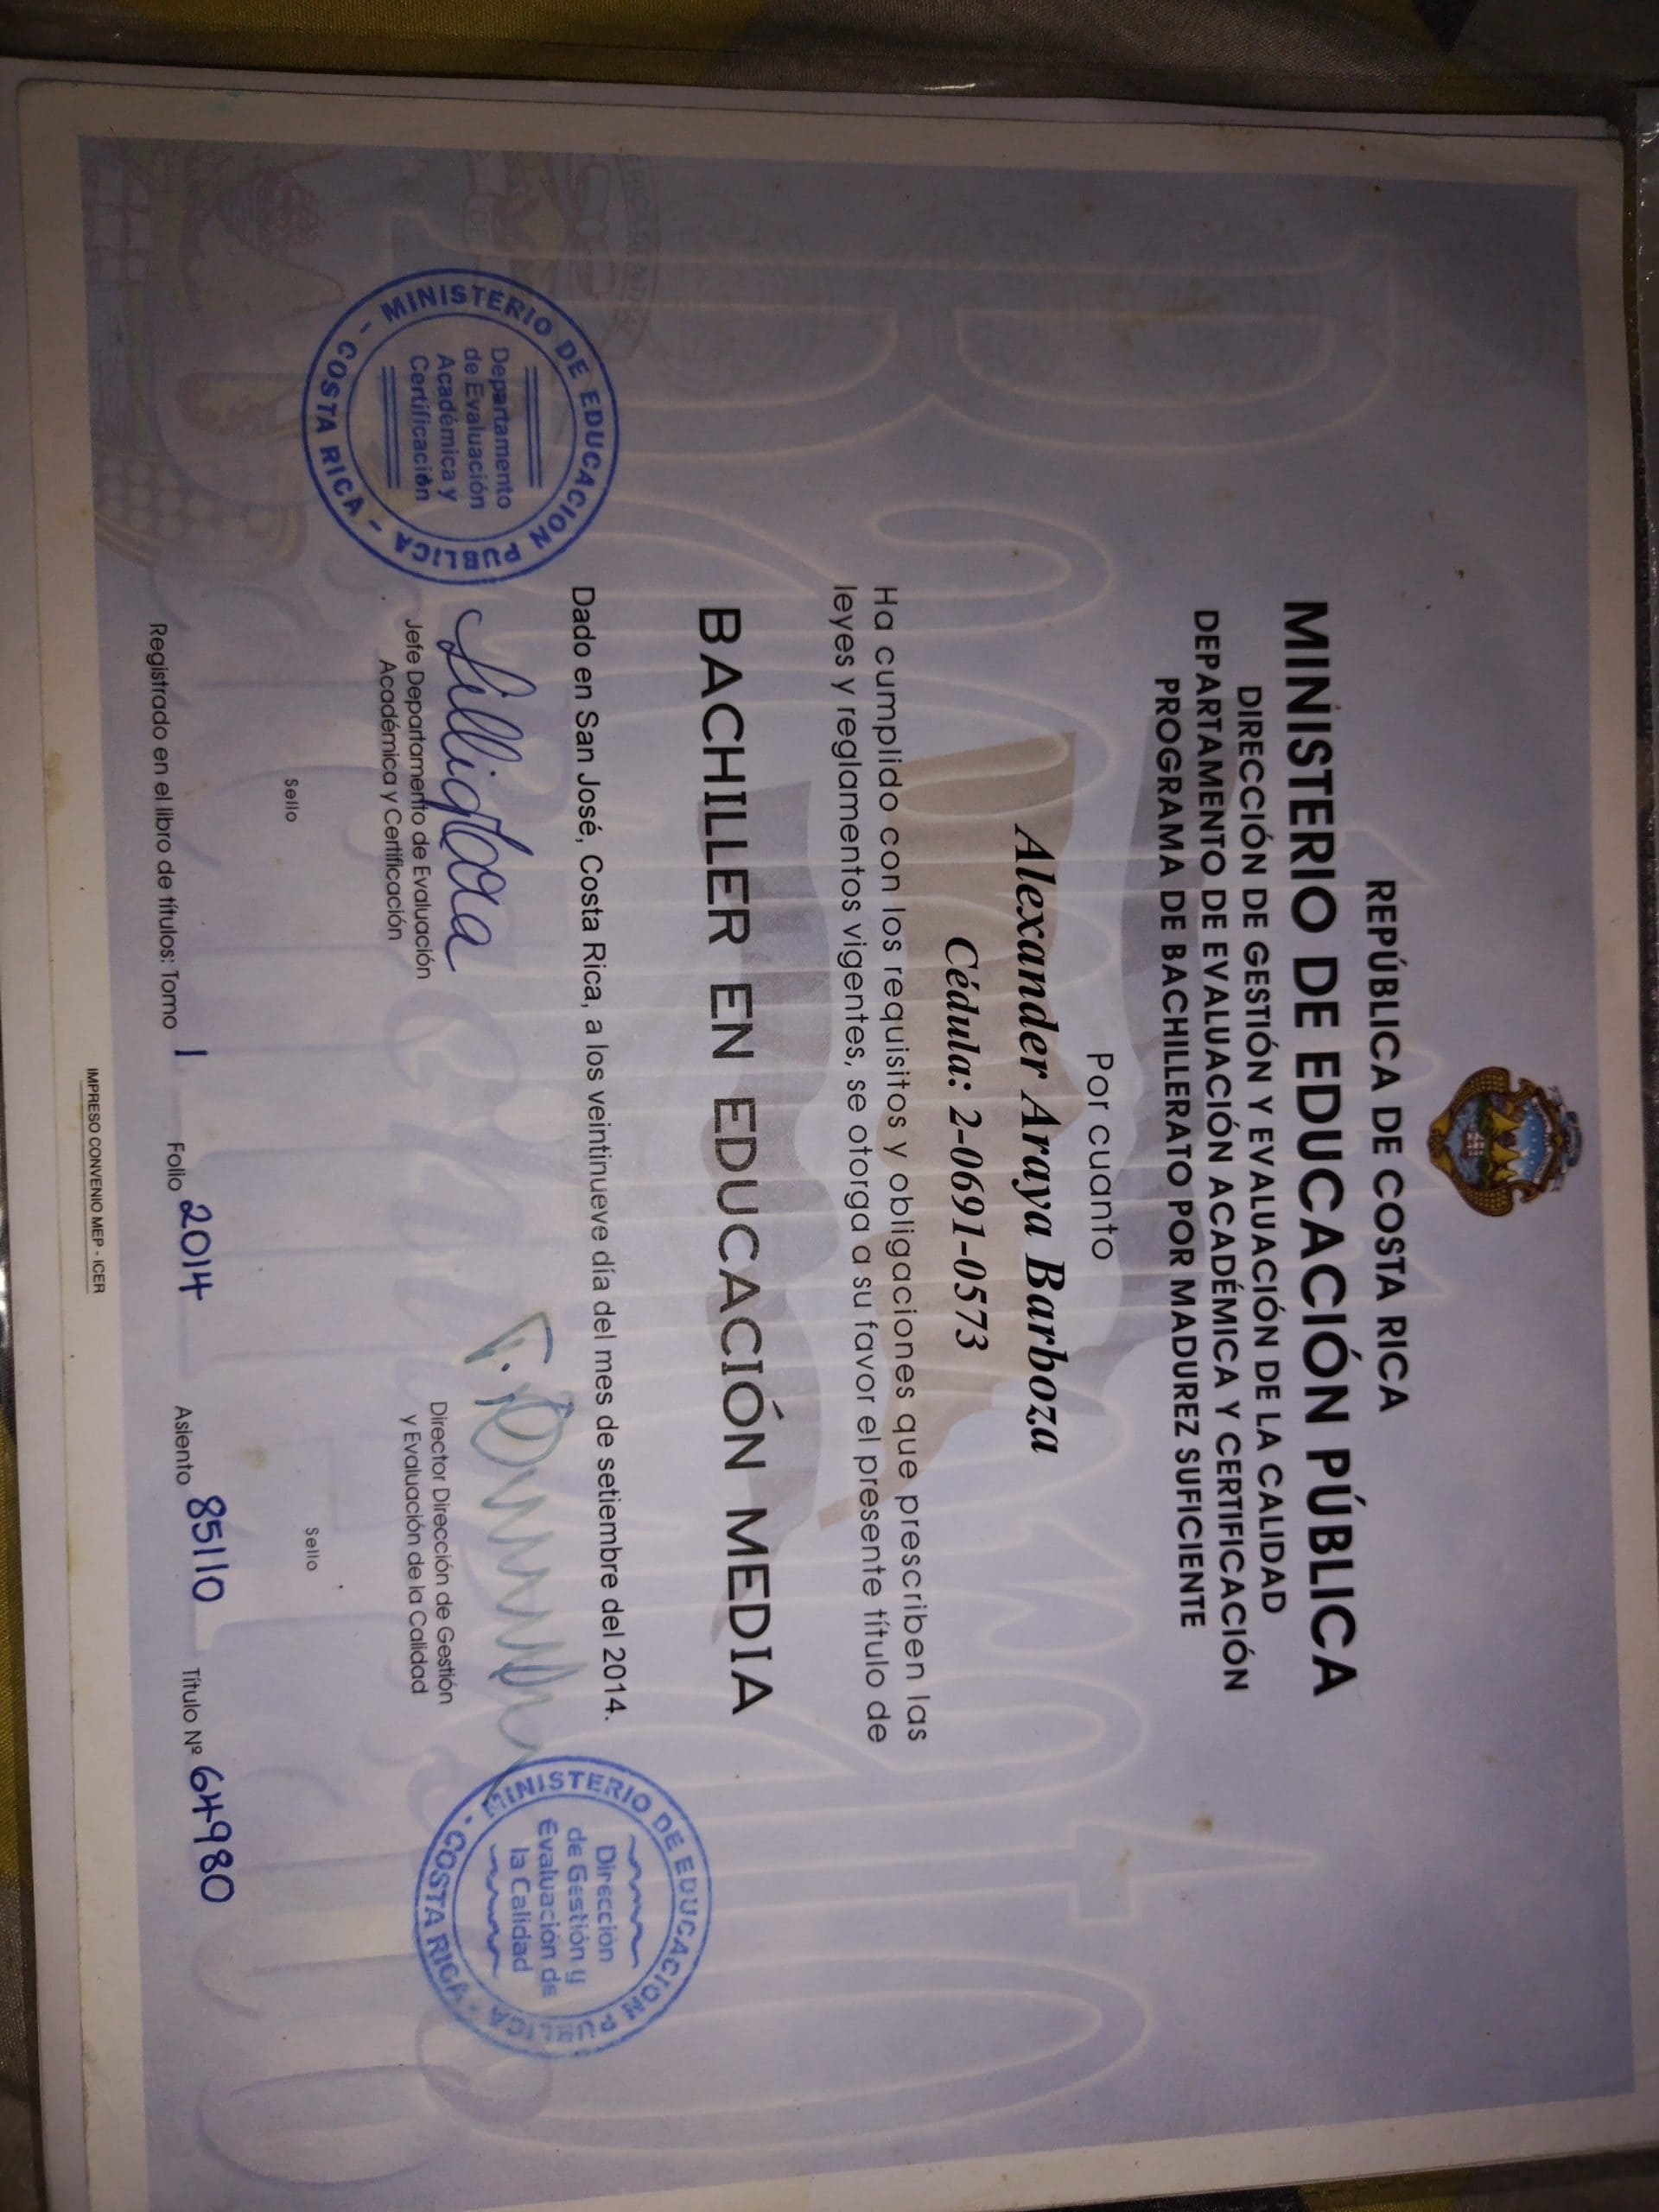 REPÚBLICA DE COSTA RICA
MINISTERIO DE EDUCACIÓN PÚBLICA
DIRECCIÓN DE GESTIÓN Y EVALUACIÓN DE LA CALIDAD
DEPARTAMENTO DE EVALUACIÓN ACADÉMICA Y CERTIFICACIÓN
PROGRAMA DE BACHILLERATO POR MADUREZ SUFICIENTE
Por cuanto
Alexander Araya Barboza
Cédula: 2-0691-0573
Ha cumplido con los requisitos y obligaciones que prescriben las
leyes y reglamentos vigentes, se otorga a su favor el presente título de
BACHILLER EN EDUCACIÓN MEDIA
Dado en San José, Costa Rica, a los veintinueve día del mes de setiembre del 2014.
Jefe Departamento de Evaluación
Académica y Certificación
Director Dirección de Gestión
y Evaluación de la Calidad
MINISTERIO DE EDUCACION PUBLICA - COSTA RICA -
Departamento
de Evaluación
Académica y
Certificación
MINISTERIO DE EDUCACION PUBLICA - COSTA RICA -
Dirección
de Gestión y
Evaluación de
la Calidad
Sello
Sello
Registrado en el libro de títulos: Tomo 1 Folio 2014 Asiento 85110 Título Nº 64980
IMPRESO CONVENIO MEP - ICER